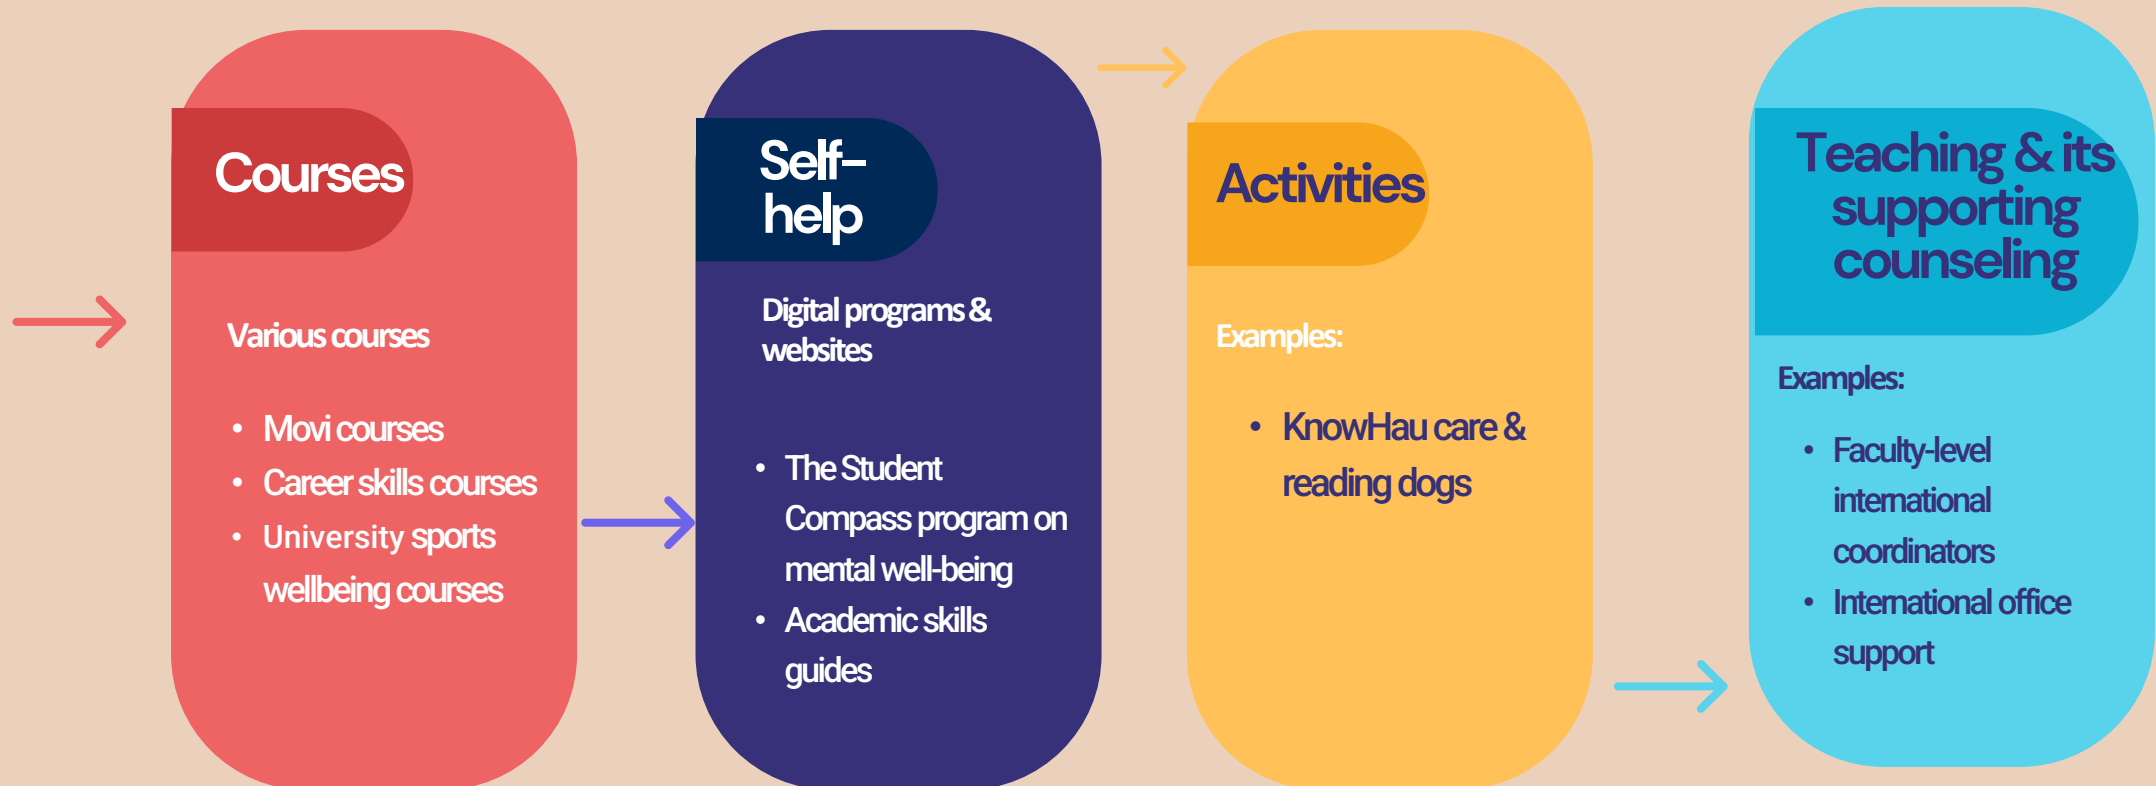 Courses
Various courses
• Movi courses
• Career skills courses
• University sports
wellbeing courses
Self-
help
Digital programs &
websites
• The Student
Compass program on
mental well-being
• Academic skills
guides
Activities
Examples:
• KnowHau care &
reading dogs
Teaching & its
supporting
counseling
Examples:
• Faculty-level
international
coordinators
• International office
support